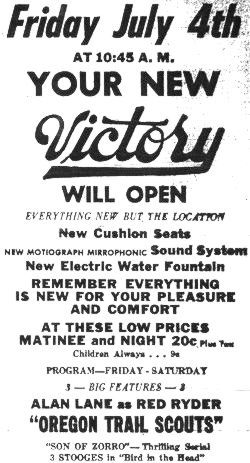 Friday July 4th
AT 10:45 A. M.
YOUR NEW
Victory
WILL OPEN
EVERYTHING NEW BUT THE LOCATION
New Cushion Seats
NEW MOTIOGRAPH MIRROPHONIC Sound System
New Electric Water Fountain
REMEMBER EVERYTHING
IS NEW FOR YOUR PLEASURE
AND COMFORT
AT THESE LOW PRICES
MATINEE and NIGHT 20c Plus Tax
Children Always . . . 9c
PROGRAM—FRIDAY - SATURDAY
3 — BIG FEATURES — 3
ALAN LANE as RED RYDER
"OREGON TRAIL SCOUTS"
"SON OF ZORRO"— Thrilling Serial
3 STOOGES in "Bird in the Head"